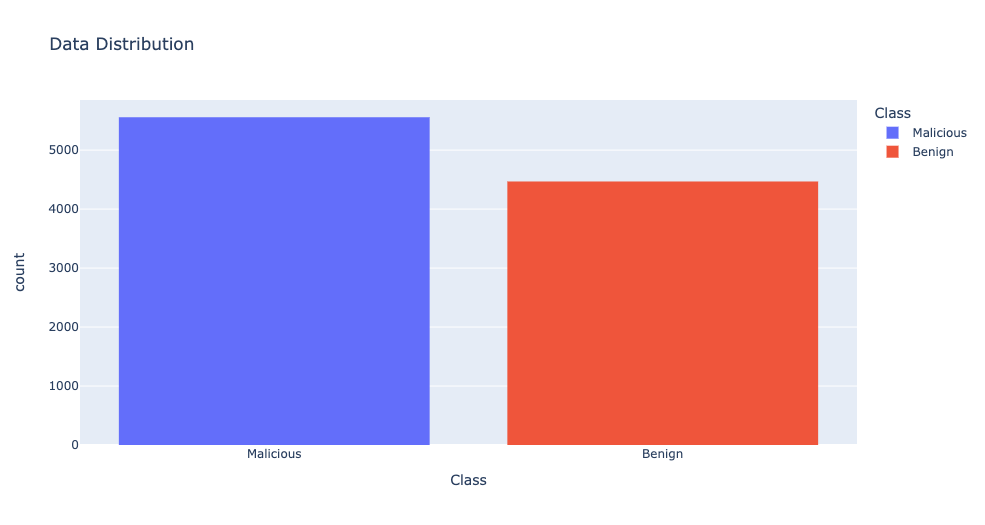 Data Distribution
Class
Malicious
Benign
5000
4000
3000
2000
1000
0
count
Malicious
Benign
Class